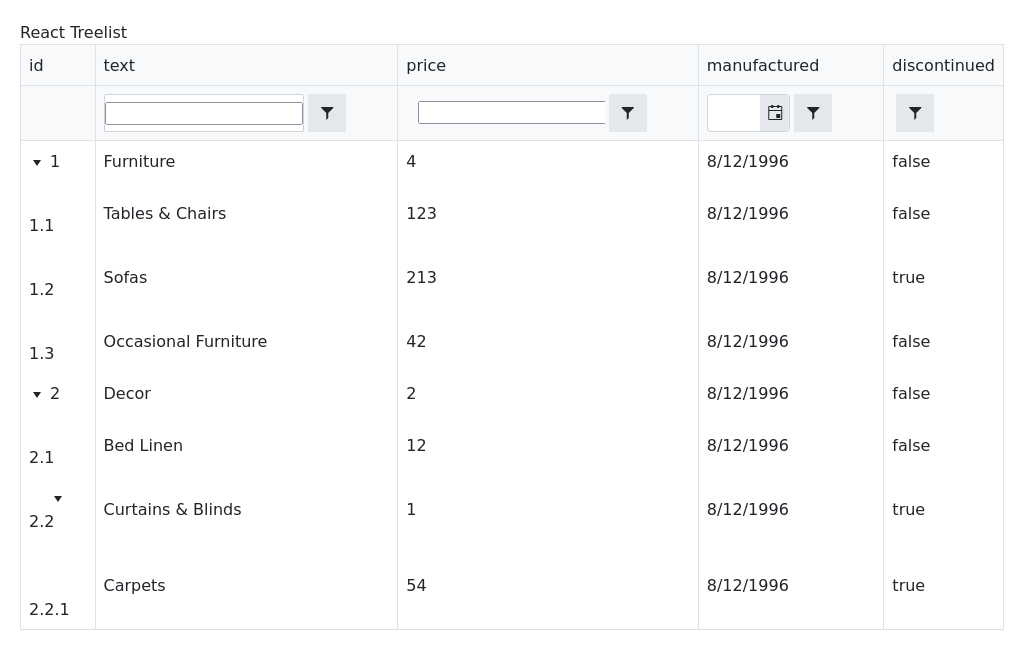 React Treelist
id text price manufactured discontinued
1 Furniture 4 8/12/1996 false
1.1 Tables & Chairs 123 8/12/1996 false
1.2 Sofas 213 8/12/1996 true
1.3 Occasional Furniture 42 8/12/1996 false
2 Decor 2 8/12/1996 false
2.1 Bed Linen 12 8/12/1996 false
2.2 Curtains & Blinds 1 8/12/1996 true
2.2.1 Carpets 54 8/12/1996 true